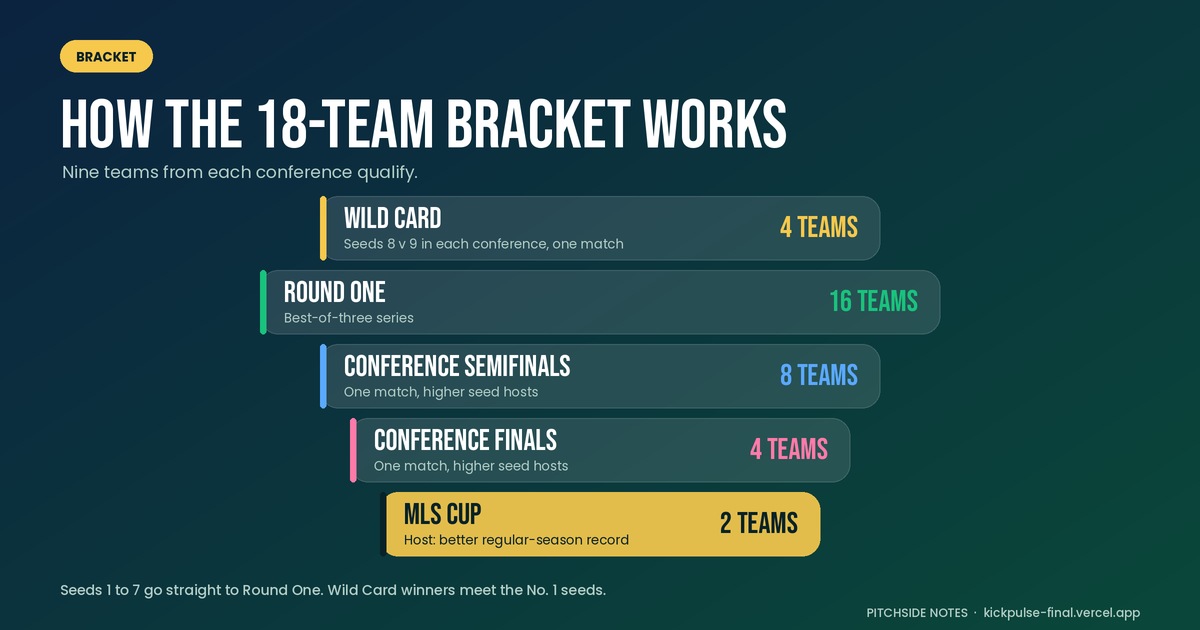 BRACKET
HOW THE 18-TEAM BRACKET WORKS
Nine teams from each conference qualify.
WILD CARD
Seeds 8 v 9 in each conference, one match
4 TEAMS
ROUND ONE
Best-of-three series
16 TEAMS
CONFERENCE SEMIFINALS
One match, higher seed hosts
8 TEAMS
CONFERENCE FINALS
One match, higher seed hosts
4 TEAMS
MLS CUP
Host: better regular-season record
2 TEAMS
Seeds 1 to 7 go straight to Round One. Wild Card winners meet the No. 1 seeds.
PITCHSIDE NOTES · kickpulse-final.vercel.app